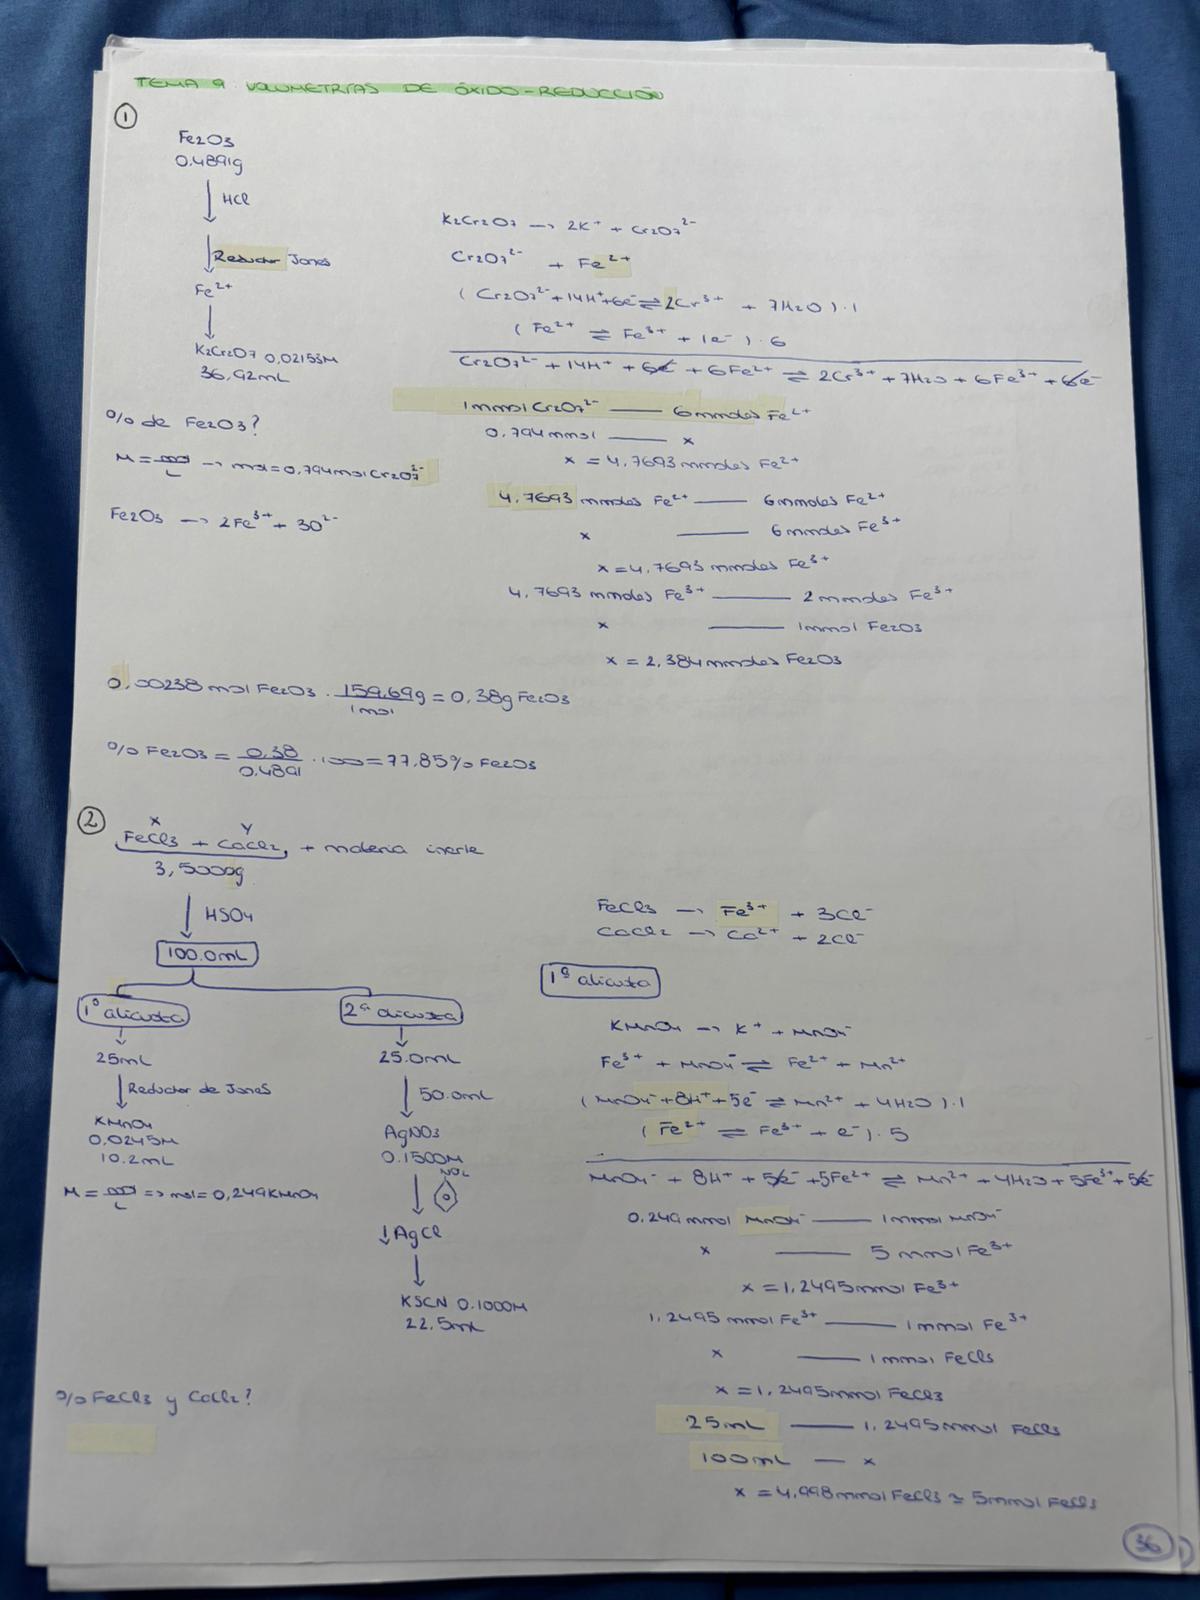 TEMA 9 VOLUMETRIAS DE ÓXIDO-REDUCCIÓN
1
Fe2O3
0.4891g
HCl
Reductor Jones
Fe2+
K2Cr2O7 0,02153M
36,92mL
% de Fe2O3?
M = mol/L → mol = 0,794 mol Cr2O7 2-
Fe2O3 → 2Fe3+ + 3O2-
K2Cr2O7 → 2K+ + Cr2O7 2-
Cr2O7 2- + Fe2+
(Cr2O7 2- + 14H+ + 6e- ⇌ 2Cr3+ + 7H2O) · 1
(Fe2+ ⇌ Fe3+ + 1e-) · 6
Cr2O7 2- + 14H+ + 6e- + 6Fe2+ ⇌ 2Cr3+ + 7H2O + 6Fe3+ + 6e-
1mmol Cr2O7 2- — 6mmoles Fe2+
0.794mmol — x
x = 4,7693 mmoles Fe2+
4,7693 mmoles Fe2+ — 6mmoles Fe2+
x — 6mmoles Fe3+
x = 4,7693 mmoles Fe3+
4,7693 mmoles Fe3+ — 2 mmoles Fe3+
x — 1mmol Fe2O3
x = 2,384 mmoles Fe2O3
0,00238 mol Fe2O3 · 159,69g/1mol = 0,38g Fe2O3
% Fe2O3 = 0,38/0,4891 · 100 = 77,85% Fe2O3
2
x y
FeCl3 + CaCl2, + materia inerte
3,5000g
HSO4
100.0mL
1º alicuota
2ª alicuota
25mL
Reductor de Jones
KMnO4
0,0245M
10.2mL
M = mol/L => mol = 0,249 KMnO4
25.0mL
50.0mL
AgNO3
0.1500M
NO2
↓AgCl
KSCN 0.1000M
22.5mL
% FeCl3 y CaCl2?
FeCl3 → Fe3+ + 3Cl-
CaCl2 → Ca2+ + 2Cl-
1º alicuota
KMnO4 → K+ + MnO4-
Fe3+ + MnO4- ⇌ Fe2+ + Mn2+
(MnO4- + 8H+ + 5e- ⇌ Mn2+ + 4H2O) · 1
(Fe2+ ⇌ Fe3+ + e-) · 5
MnO4- + 8H+ + 5e- + 5Fe2+ ⇌ Mn2+ + 4H2O + 5Fe3+ + 5e-
0.249 mmol MnO4- — 1mmol MnO4-
x — 5 mmol Fe3+
x = 1.2495mmol Fe3+
1.2495 mmol Fe3+ — 1mmol Fe3+
x — 1mmol FeCl3
x = 1.2495mmol FeCl3
25mL — 1.2495mmol FeCl3
100mL — x
x = 4.998mmol FeCl3 ≃ 5mmol FeCl3
36